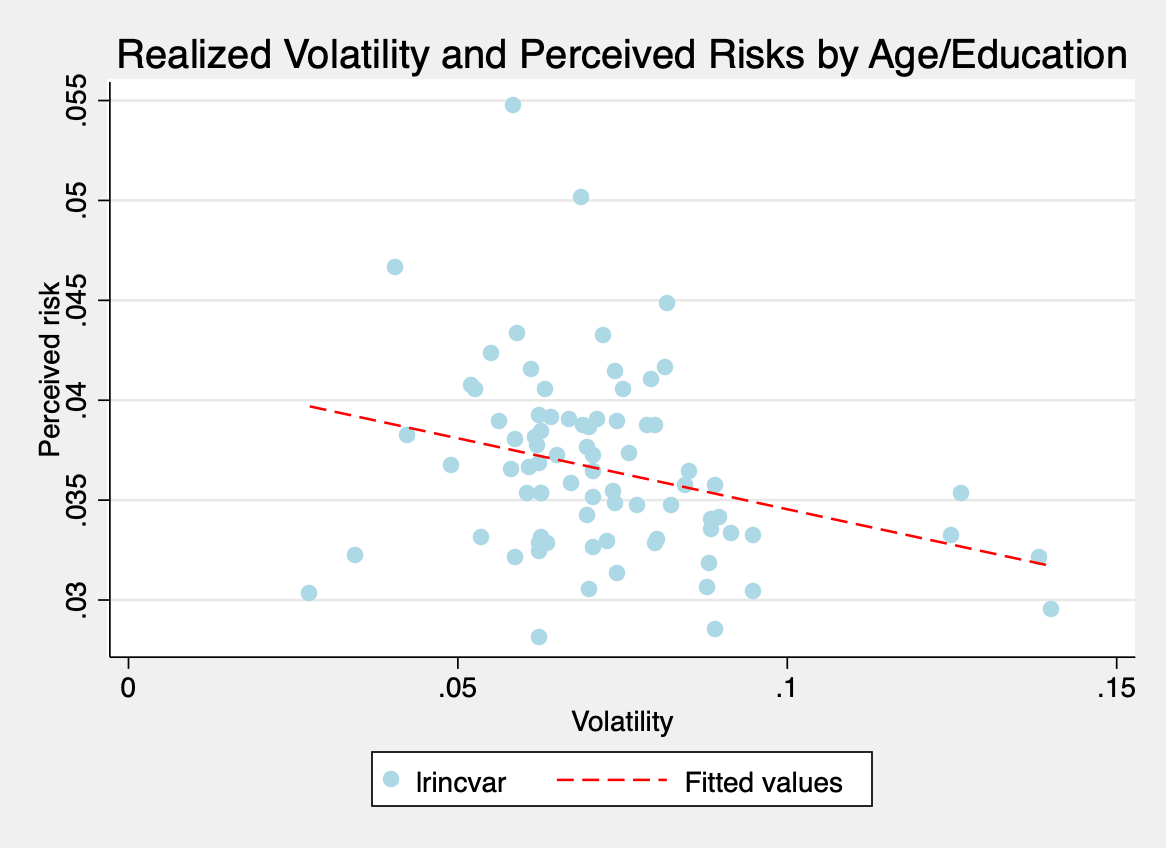 Realized Volatility and Perceived Risks by Age/Education
.055
.05
.045
.04
.035
.03
Perceived risk
0 .05 .1 .15
Volatility
lrincvar Fitted values